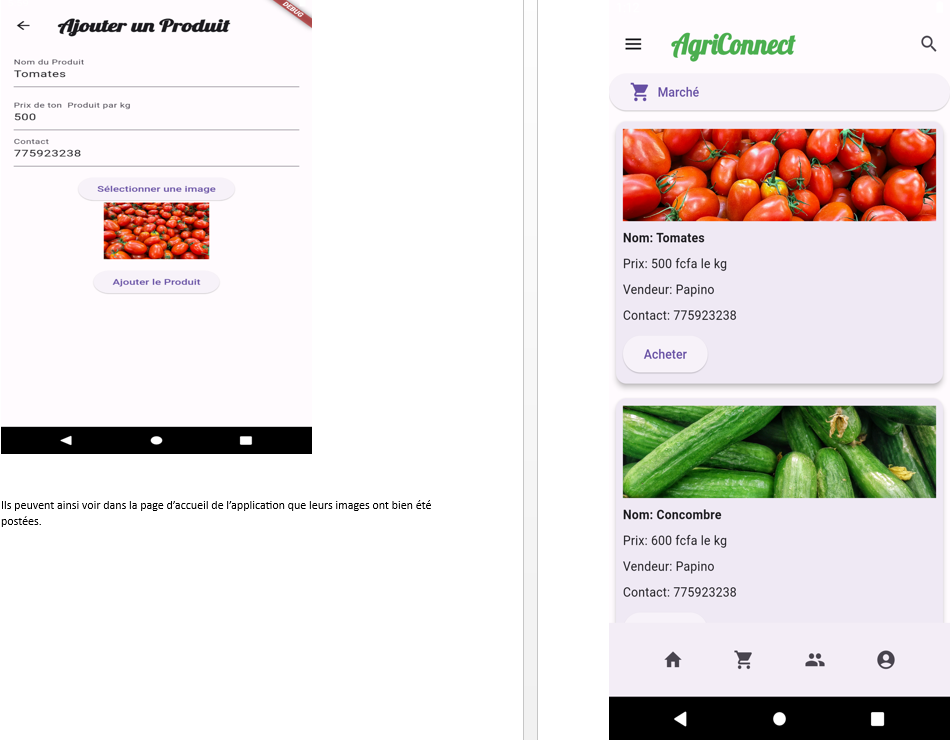 DEBUG
Ajouter un Produit
Nom du Produit
Tomates
Prix de ton Produit par kg
500
Contact
775923238
Sélectionner une image
Ajouter le Produit
Ils peuvent ainsi voir dans la page d’accueil de l’application que leurs images ont bien été
postées.
AgriConnect
Marché
Nom: Tomates
Prix: 500 fcfa le kg
Vendeur: Papino
Contact: 775923238
Acheter
Nom: Concombre
Prix: 600 fcfa le kg
Vendeur: Papino
Contact: 775923238